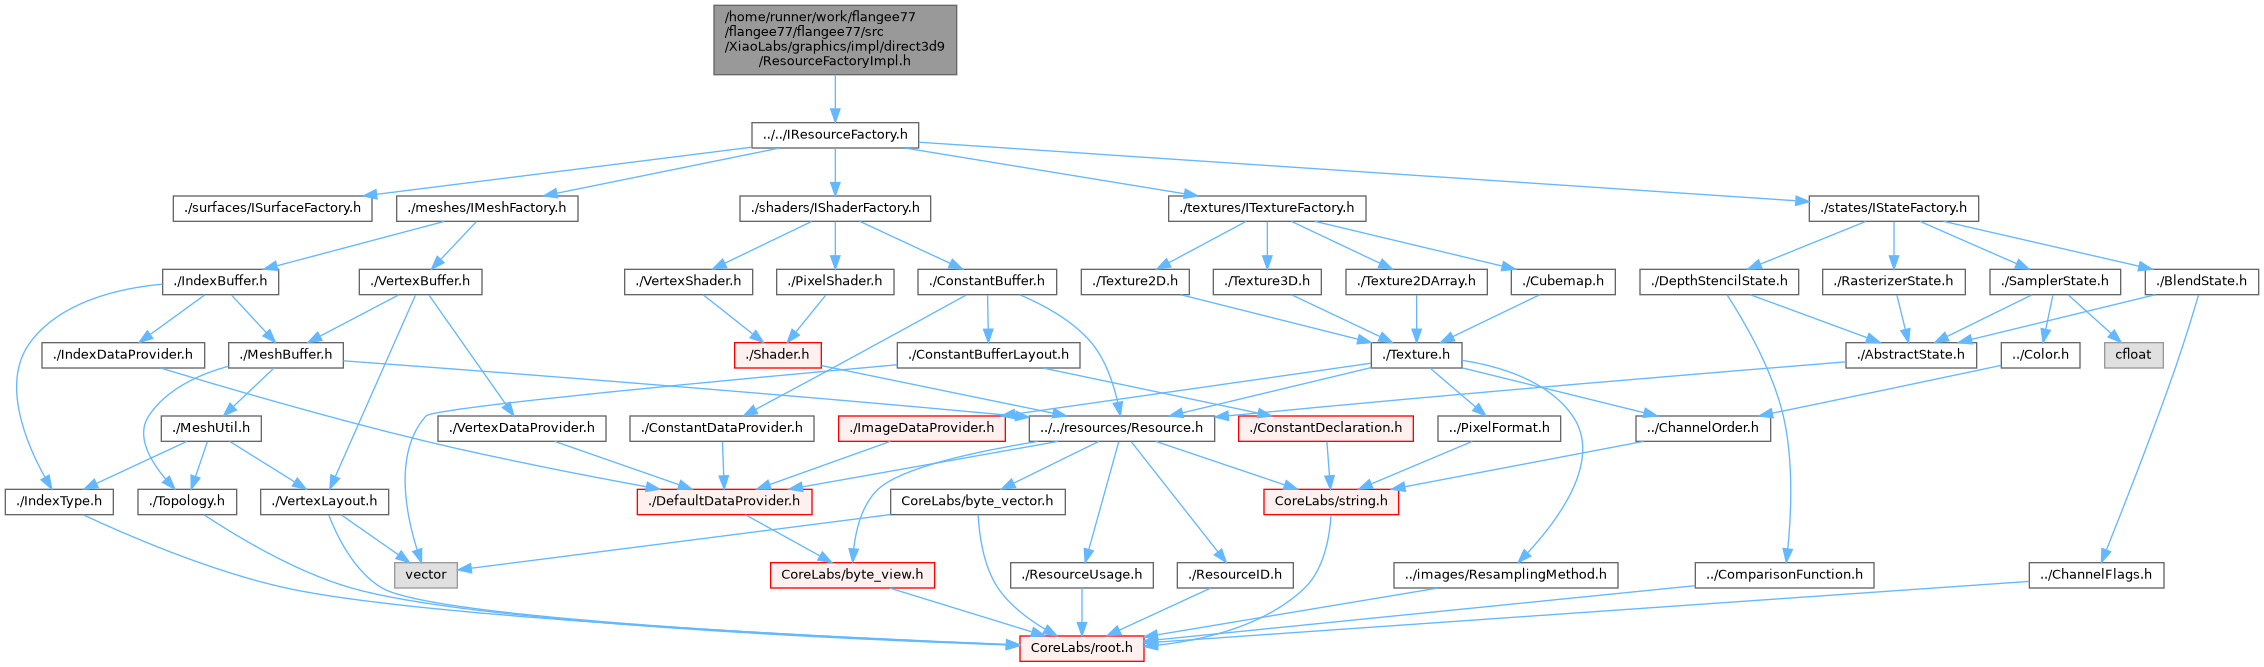 /home/runner/work/flangee77
/flangee77/flangee77/src
/XiaoLabs/graphics/impl/direct3d9
/ResourceFactoryImpl.h
../../IResourceFactory.h
./surfaces/ISurfaceFactory.h
./meshes/IMeshFactory.h
./shaders/IShaderFactory.h
./textures/ITextureFactory.h
./states/IStateFactory.h
./IndexBuffer.h
./VertexBuffer.h
./VertexShader.h
./PixelShader.h
./ConstantBuffer.h
./Texture2D.h
./Texture3D.h
./Texture2DArray.h
./Cubemap.h
./DepthStencilState.h
./RasterizerState.h
./SamplerState.h
./BlendState.h
./IndexDataProvider.h
./MeshBuffer.h
./Shader.h
./ConstantBufferLayout.h
./Texture.h
./AbstractState.h
../Color.h
cfloat
./MeshUtil.h
./VertexDataProvider.h
./ConstantDataProvider.h
./ImageDataProvider.h
../../resources/Resource.h
./ConstantDeclaration.h
../PixelFormat.h
../ChannelOrder.h
./IndexType.h
./Topology.h
./VertexLayout.h
./DefaultDataProvider.h
CoreLabs/byte_vector.h
CoreLabs/string.h
vector
CoreLabs/byte_view.h
./ResourceUsage.h
./ResourceID.h
../images/ResamplingMethod.h
../ComparisonFunction.h
../ChannelFlags.h
CoreLabs/root.h